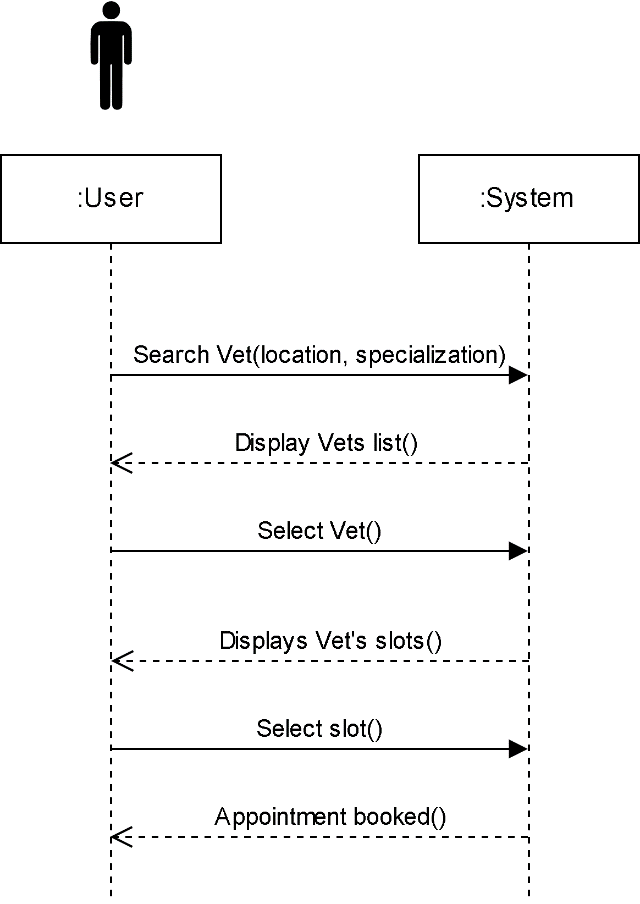 :User
:System
Search Vet(location, specialization)
Display Vets list()
Select Vet()
Displays Vet's slots()
Select slot()
Appointment booked()